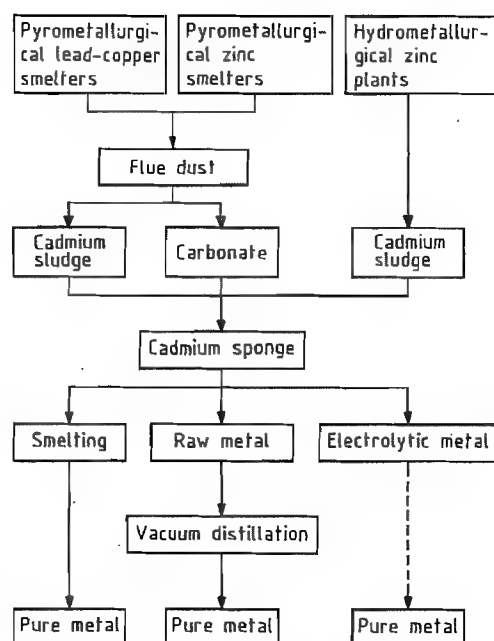 Pyrometallurgi-
cal lead-copper
smelters
Pyrometallurgi-
cal zinc
smelters
Hydrometallur-
gical zinc
plants
Flue dust
Cadmium
sludge
Carbonate
Cadmium
sludge
Cadmium sponge
Smelting
Raw metal
Electrolytic metal
Vacuum distillation
Pure metal
Pure metal
Pure metal